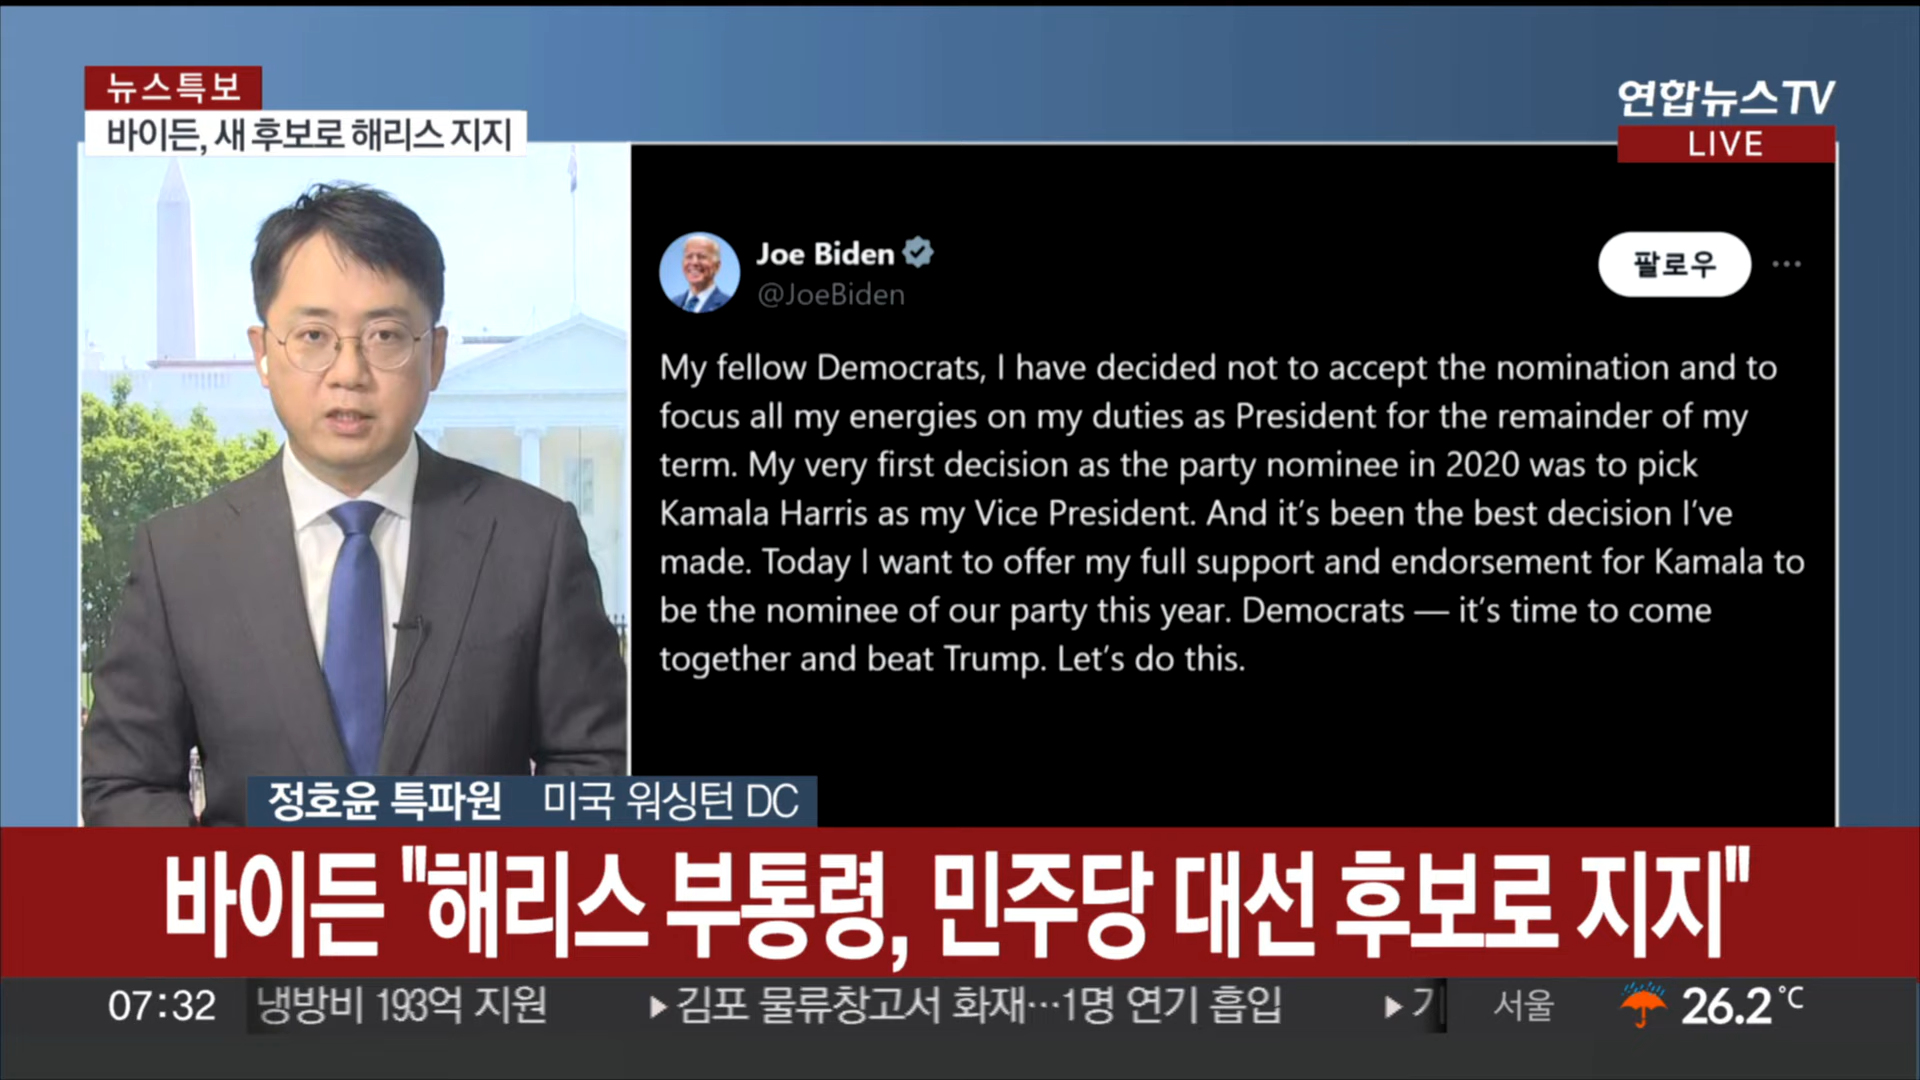 뉴스특보
바이든, 새 후보로 해리스 지지
연합뉴스TV
LIVE
Joe Biden
@JoeBiden
팔로우
My fellow Democrats, I have decided not to accept the nomination and to
focus all my energies on my duties as President for the remainder of my
term. My very first decision as the party nominee in 2020 was to pick
Kamala Harris as my Vice President. And it's been the best decision I've
made. Today I want to offer my full support and endorsement for Kamala to
be the nominee of our party this year. Democrats — it's time to come
together and beat Trump. Let's do this.
정호윤 특파원 미국 워싱턴 DC
바이든 "해리스 부통령, 민주당 대선 후보로 지지"
07:32 냉방비 193억 지원 ▶김포 물류창고서 화재…1명 연기 흡입 ▶기 서울 26.2℃